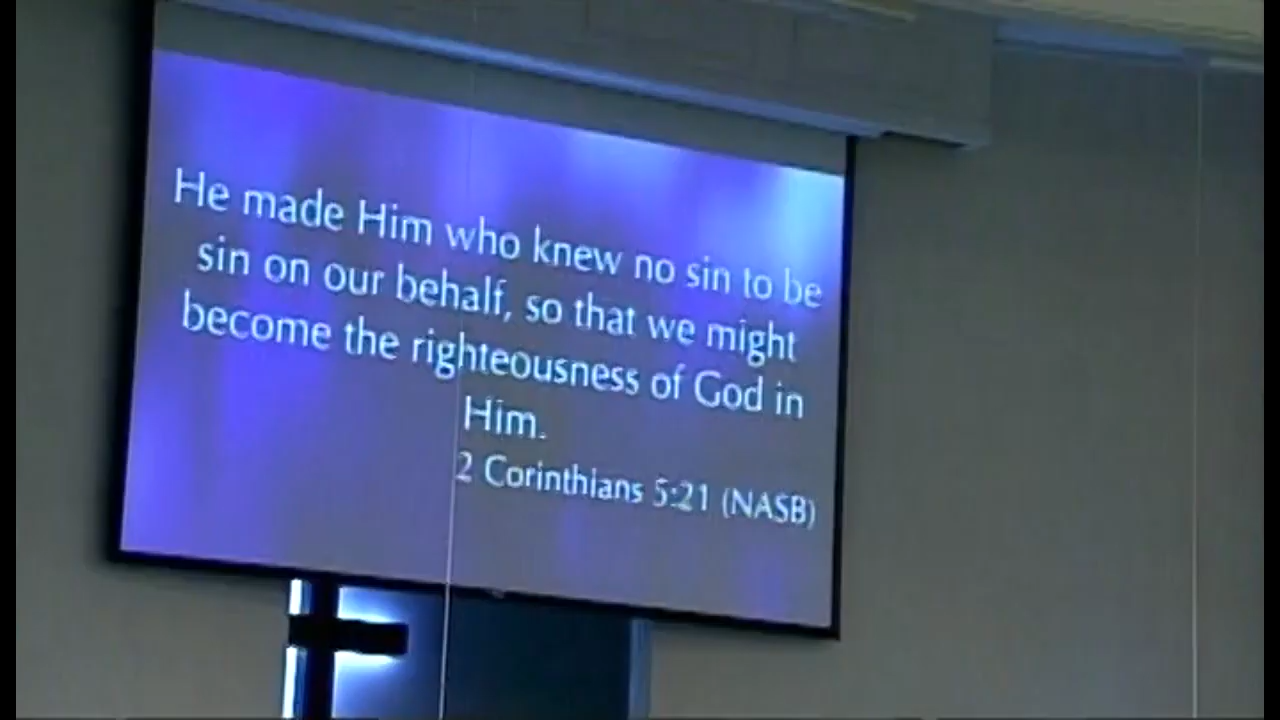 He made Him who knew no sin to be
sin on our behalf, so that we might
become the righteousness of God in
Him.
2 Corinthians 5:21 (NASB)